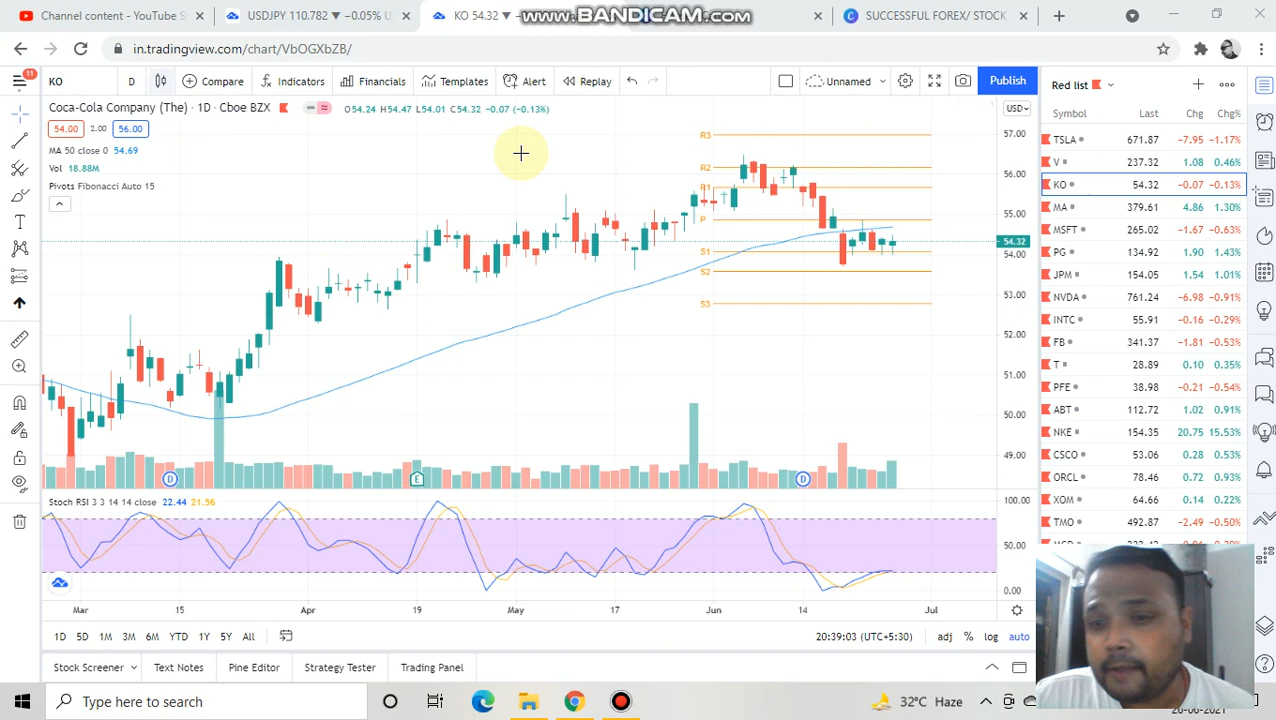 Channel content - YouTube S
USDJPY 110.782 ▼ −0.05% U
KO 54.32 ▼
www.BANDICAM.com
SUCCESSFUL FOREX/ STOCK
in.tradingview.com/chart/VbOGXbZB/
11
KO
D
Compare
Indicators
Financials
Templates
Alert
Replay
Unnamed
Publish
Red list
Coca-Cola Company (The) · 1D · Cboe BZX
O54.24 H54.47 L54.01 C54.32 −0.07 (−0.13%)
USD
54.00 2.00 56.00
MA 50 close 0 54.69
Vol 18.88M
Pivots Fibonacci Auto 15
R3
R2
R1
P
S1
S2
S3
57.00
56.00
55.00
54.32
54.00
53.00
52.00
51.00
50.00
49.00
D
E
D
Stoch RSI 3 3 14 14 close 22.44 21.56
100.00
50.00
0.00
Mar 15 Apr 19 May 17 Jun 14 Jul
1D 5D 1M 3M 6M YTD 1Y 5Y All
20:39:03 (UTC+5:30) adj % log auto
Stock Screener Text Notes Pine Editor Strategy Tester Trading Panel
Symbol Last Chg Chg%
TSLA 671.87 −7.95 −1.17%
V 237.32 1.08 0.46%
KO 54.32 −0.07 −0.13%
MA 379.61 4.86 1.30%
MSFT 265.02 −1.67 −0.63%
PG 134.92 1.90 1.43%
JPM 154.05 1.54 1.01%
NVDA 761.24 −6.98 −0.91%
INTC 55.91 −0.16 −0.29%
FB 341.37 −1.81 −0.53%
T 28.89 0.10 0.35%
PFE 38.98 −0.21 −0.54%
ABT 112.72 1.02 0.91%
NKE 154.35 20.75 15.53%
CSCO 53.06 0.28 0.53%
ORCL 78.46 0.72 0.93%
XOM 64.66 0.14 0.22%
TMO 492.87 −2.49 −0.50%
Type here to search
32°C Haze
26-06-2021